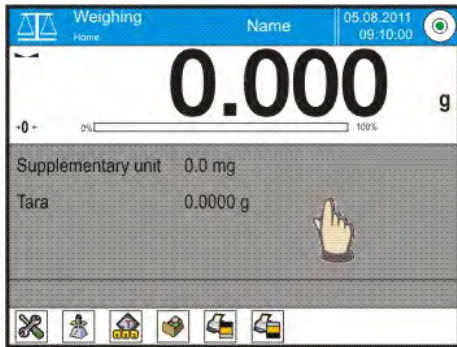 Weighing
Home
Name
05.08.2011
09:10:00
0.000 g
→0←
0% 100%
Supplementary unit 0.0 mg
Tara 0.0000 g